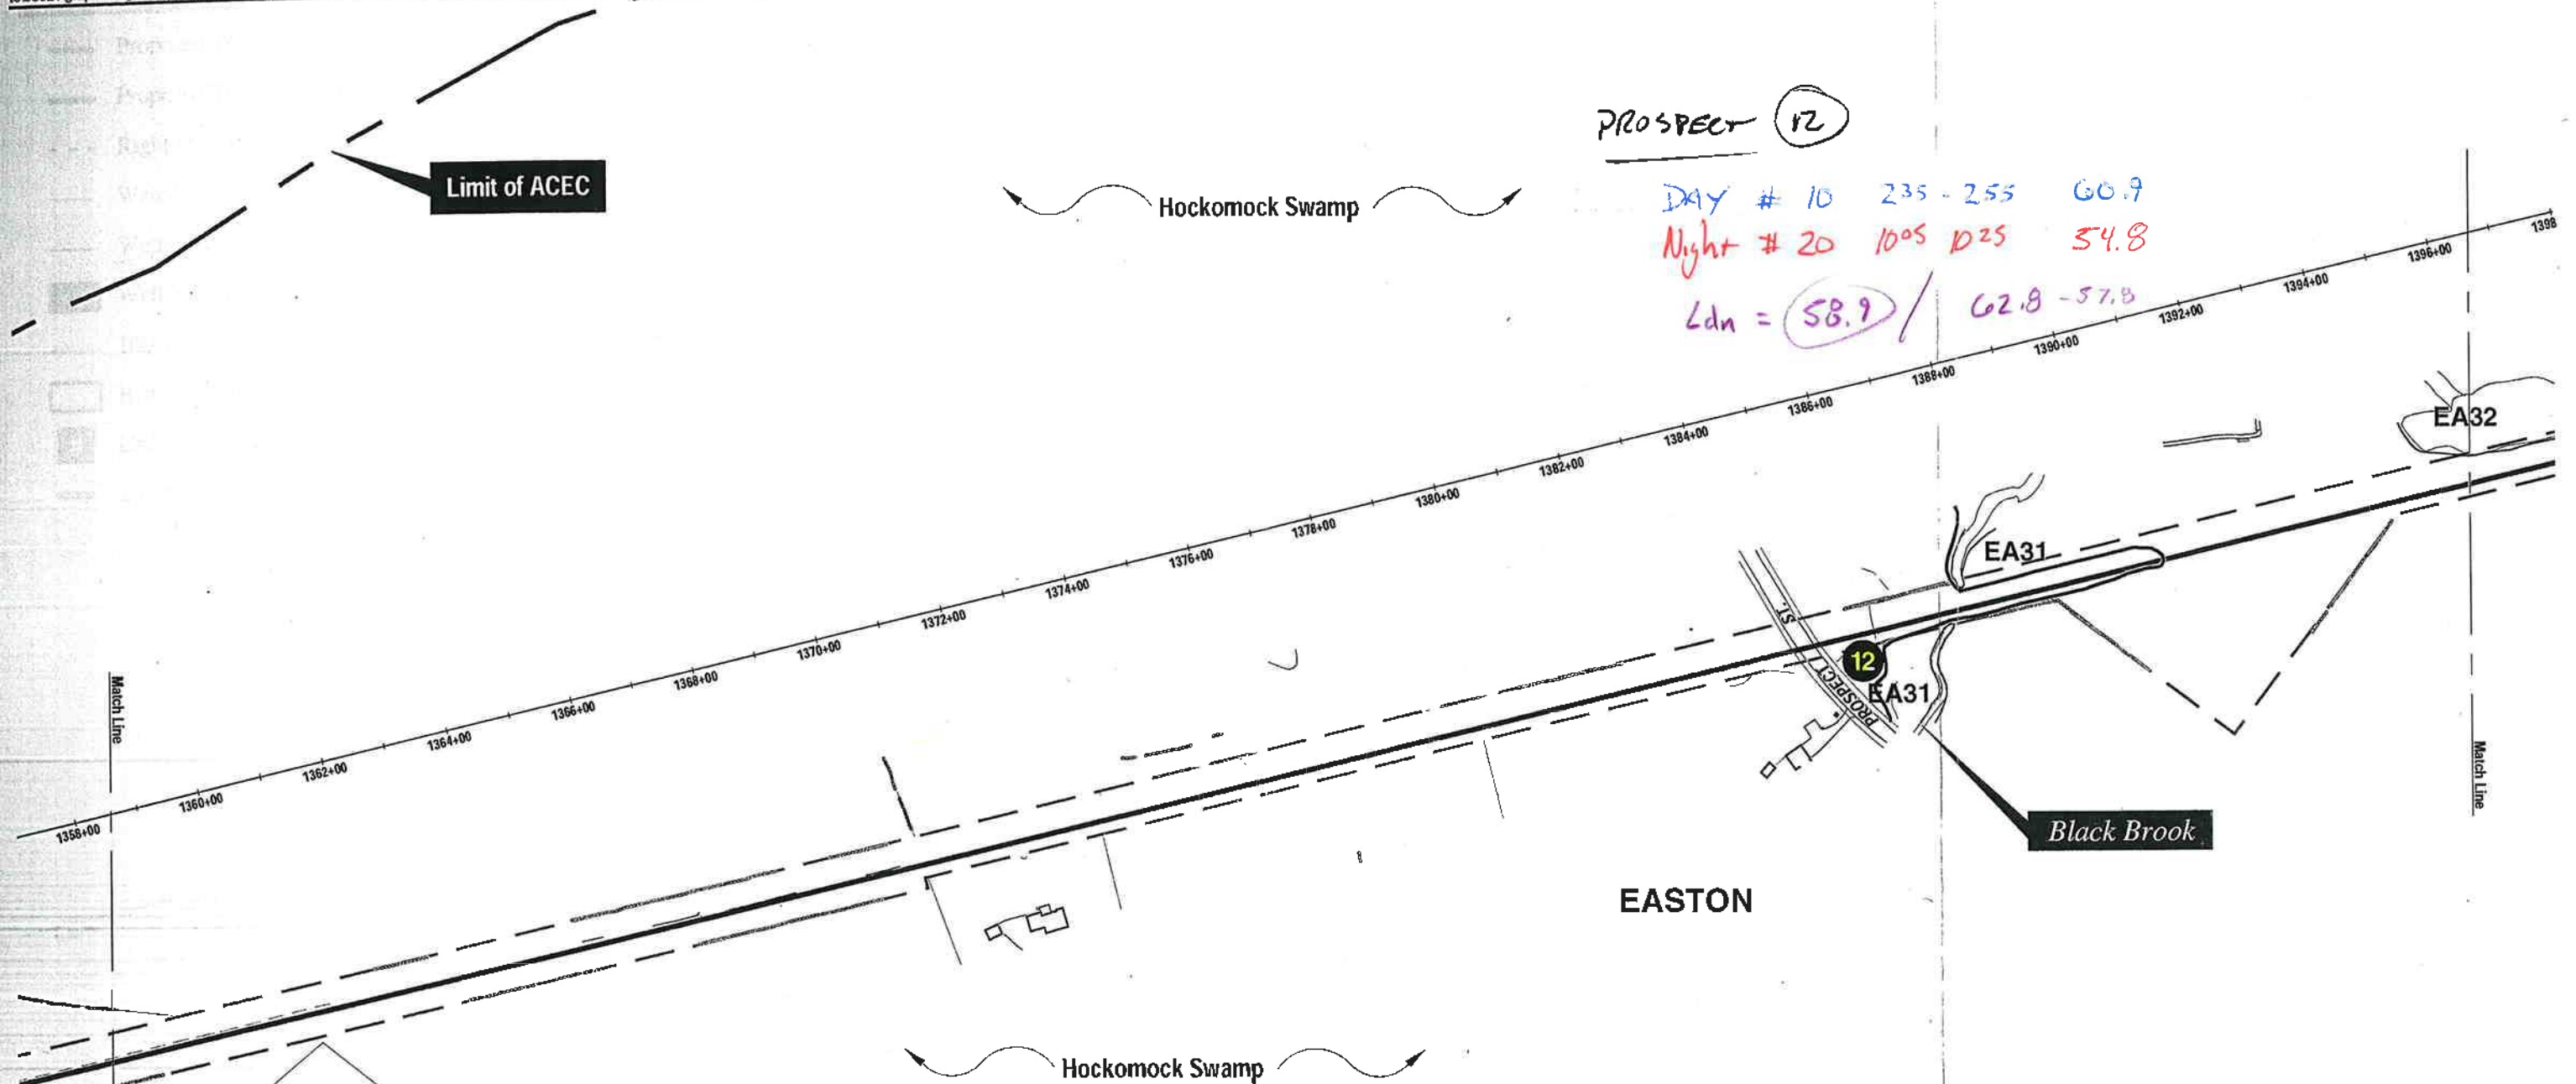 PROSPECT 12
DAY # 10 235 - 255 60.9
Night # 20 1005 1025 54.8
Ldn = 58.9 / 62.8 - 57.8
Limit of ACEC
Hockomock Swamp
1358+00
1360+00
1362+00
1364+00
1366+00
1368+00
1370+00
1372+00
1374+00
1376+00
1378+00
1380+00
1382+00
1384+00
1386+00
1388+00
1390+00
1392+00
1394+00
1396+00
1398
EA32
EA31
PROSPECT ST.
12
EA31
Match Line
Match Line
Black Brook
EASTON
Hockomock Swamp